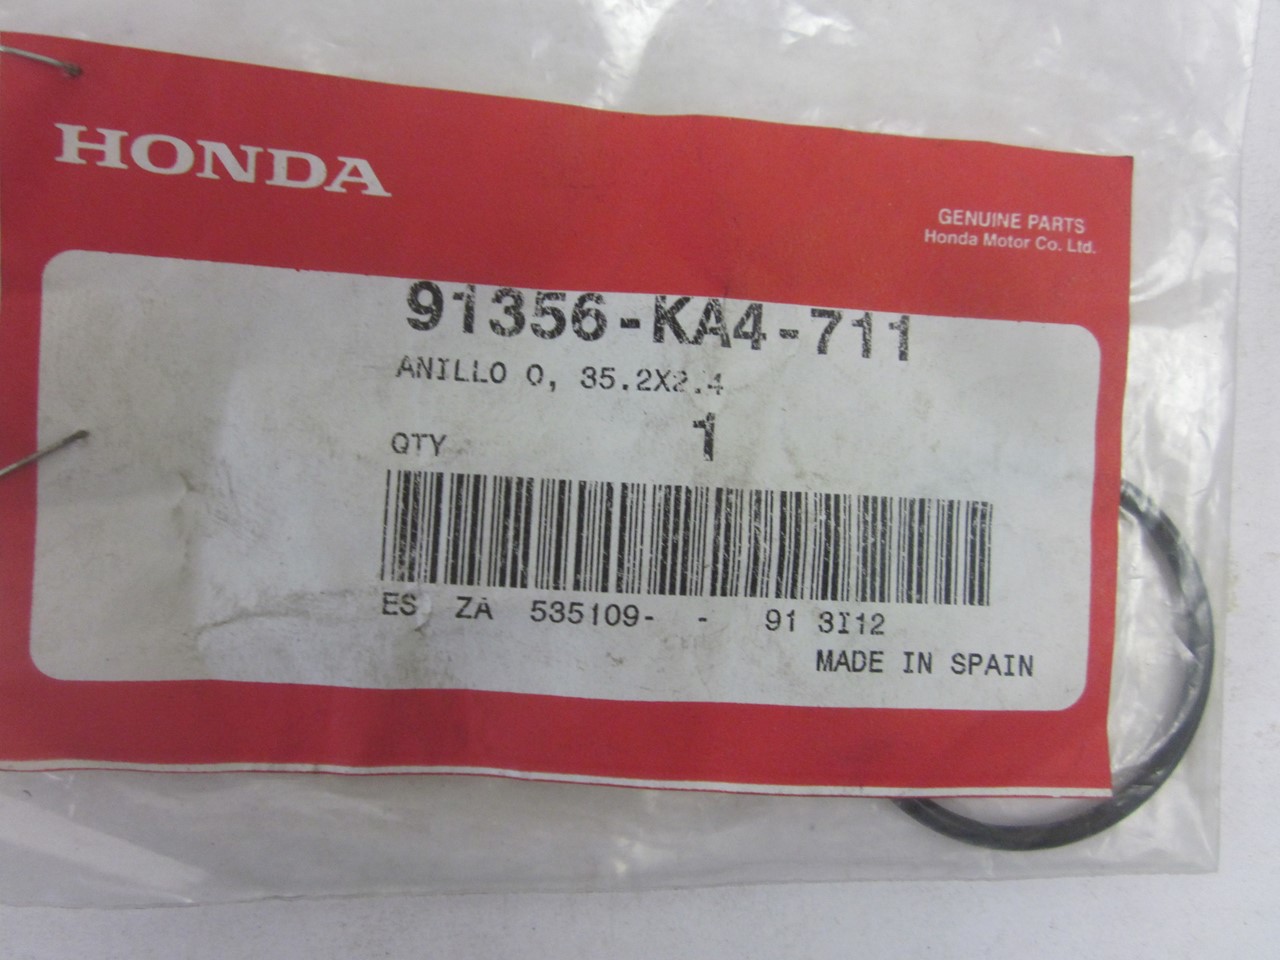 HONDA
GENUINE PARTS
Honda Motor Co. Ltd.
91356-KA4-711
ANILLO O, 35.2X2.4
QTY 1
ES ZA 535109- - 91 3I12
MADE IN SPAIN